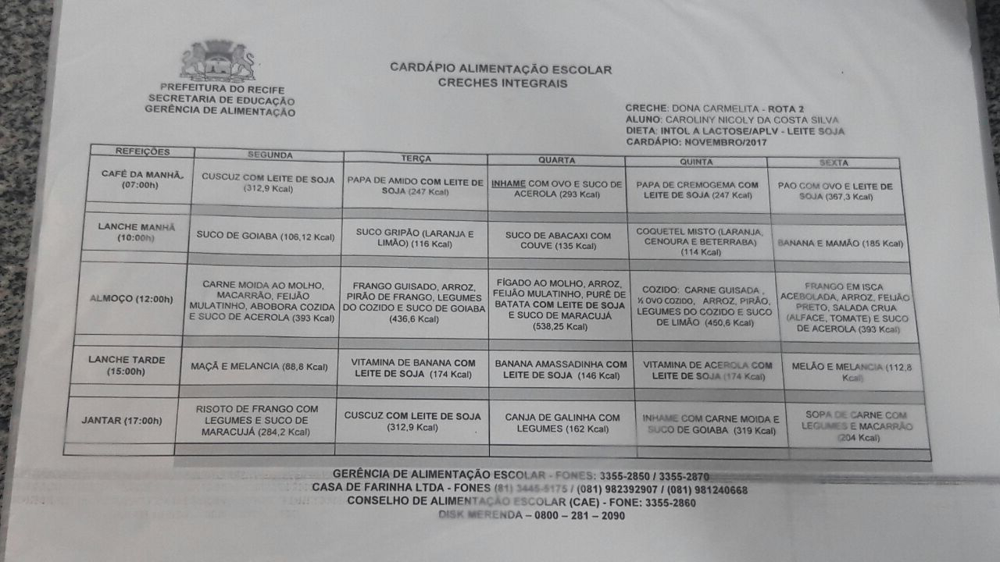 PREFEITURA DO RECIFE
SECRETARIA DE EDUCAÇÃO
GERÊNCIA DE ALIMENTAÇÃO
CARDÁPIO ALIMENTAÇÃO ESCOLAR
CRECHES INTEGRAIS
CRECHE: DONA CARMELITA - ROTA 2
ALUNO: CAROLINY NICOLY DA COSTA SILVA
DIETA: INTOL A LACTOSE/APLV - LEITE SOJA
CARDÁPIO: NOVEMBRO/2017
REFEIÇÕES SEGUNDA TERÇA QUARTA QUINTA SEXTA
CAFÉ DA MANHÃ
(07:00h)
CUSCUZ COM LEITE DE SOJA
(312,9 Kcal)
PAPA DE AMIDO COM LEITE DE
SOJA (247 Kcal)
INHAME COM OVO E SUCO DE
ACEROLA (293 Kcal)
PAPA DE CREMOGEMA COM
LEITE DE SOJA (247 Kcal)
PAO COM OVO E LEITE DE
SOJA (367,3 Kcal)
LANCHE MANHÃ
(10:00h)
SUCO DE GOIABA (106,12 Kcal)
SUCO GRIPÃO (LARANJA E
LIMÃO) (116 Kcal)
SUCO DE ABACAXI COM
COUVE (135 Kcal)
COQUETEL MISTO (LARANJA,
CENOURA E BETERRABA)
(114 Kcal)
BANANA E MAMÃO (185 Kcal)
ALMOÇO (12:00h)
CARNE MOIDA AO MOLHO,
MACARRÃO, FEIJÃO
MULATINHO, ABOBORA COZIDA
E SUCO DE ACEROLA (393 Kcal)
FRANGO GUISADO, ARROZ,
PIRÃO DE FRANGO, LEGUMES
DO COZIDO E SUCO DE GOIABA
(436,6 Kcal)
FÍGADO AO MOLHO, ARROZ,
FEIJÃO MULATINHO, PURÊ DE
BATATA COM LEITE DE SOJA
E SUCO DE MARACUJÁ
(538,25 Kcal)
COZIDO: CARNE GUISADA ,
½ OVO COZIDO, ARROZ, PIRÃO,
LEGUMES DO COZIDO E SUCO
DE LIMÃO (450,6 Kcal)
FRANGO EM ISCA
ACEBOLADA, ARROZ, FEIJÃO
PRETO, SALADA CRUA
(ALFACE, TOMATE) E SUCO
DE ACEROLA (393 Kcal)
LANCHE TARDE
(15:00h)
MAÇÃ E MELANCIA (88,8 Kcal)
VITAMINA DE BANANA COM
LEITE DE SOJA (174 Kcal)
BANANA AMASSADINHA COM
LEITE DE SOJA (146 Kcal)
VITAMINA DE ACEROLA COM
LEITE DE SOJA (174 Kcal)
MELÃO E MELANCIA (112,8
Kcal)
JANTAR (17:00h)
RISOTO DE FRANGO COM
LEGUMES E SUCO DE
MARACUJÁ (284,2 Kcal)
CUSCUZ COM LEITE DE SOJA
(312,9 Kcal)
CANJA DE GALINHA COM
LEGUMES (162 Kcal)
INHAME COM CARNE MOIDA E
SUCO DE GOIABA (319 Kcal)
SOPA DE CARNE COM
LEGUMES E MACARRÃO
(204 Kcal)
GERÊNCIA DE ALIMENTAÇÃO ESCOLAR - FONES: 3355-2850 / 3355-2870
CASA DE FARINHA LTDA - FONES (81) 3445-5175 / (081) 982392907 / (081) 981240668
CONSELHO DE ALIMENTAÇÃO ESCOLAR (CAE) - FONE: 3355-2860
DISK MERENDA – 0800 – 281 – 2090